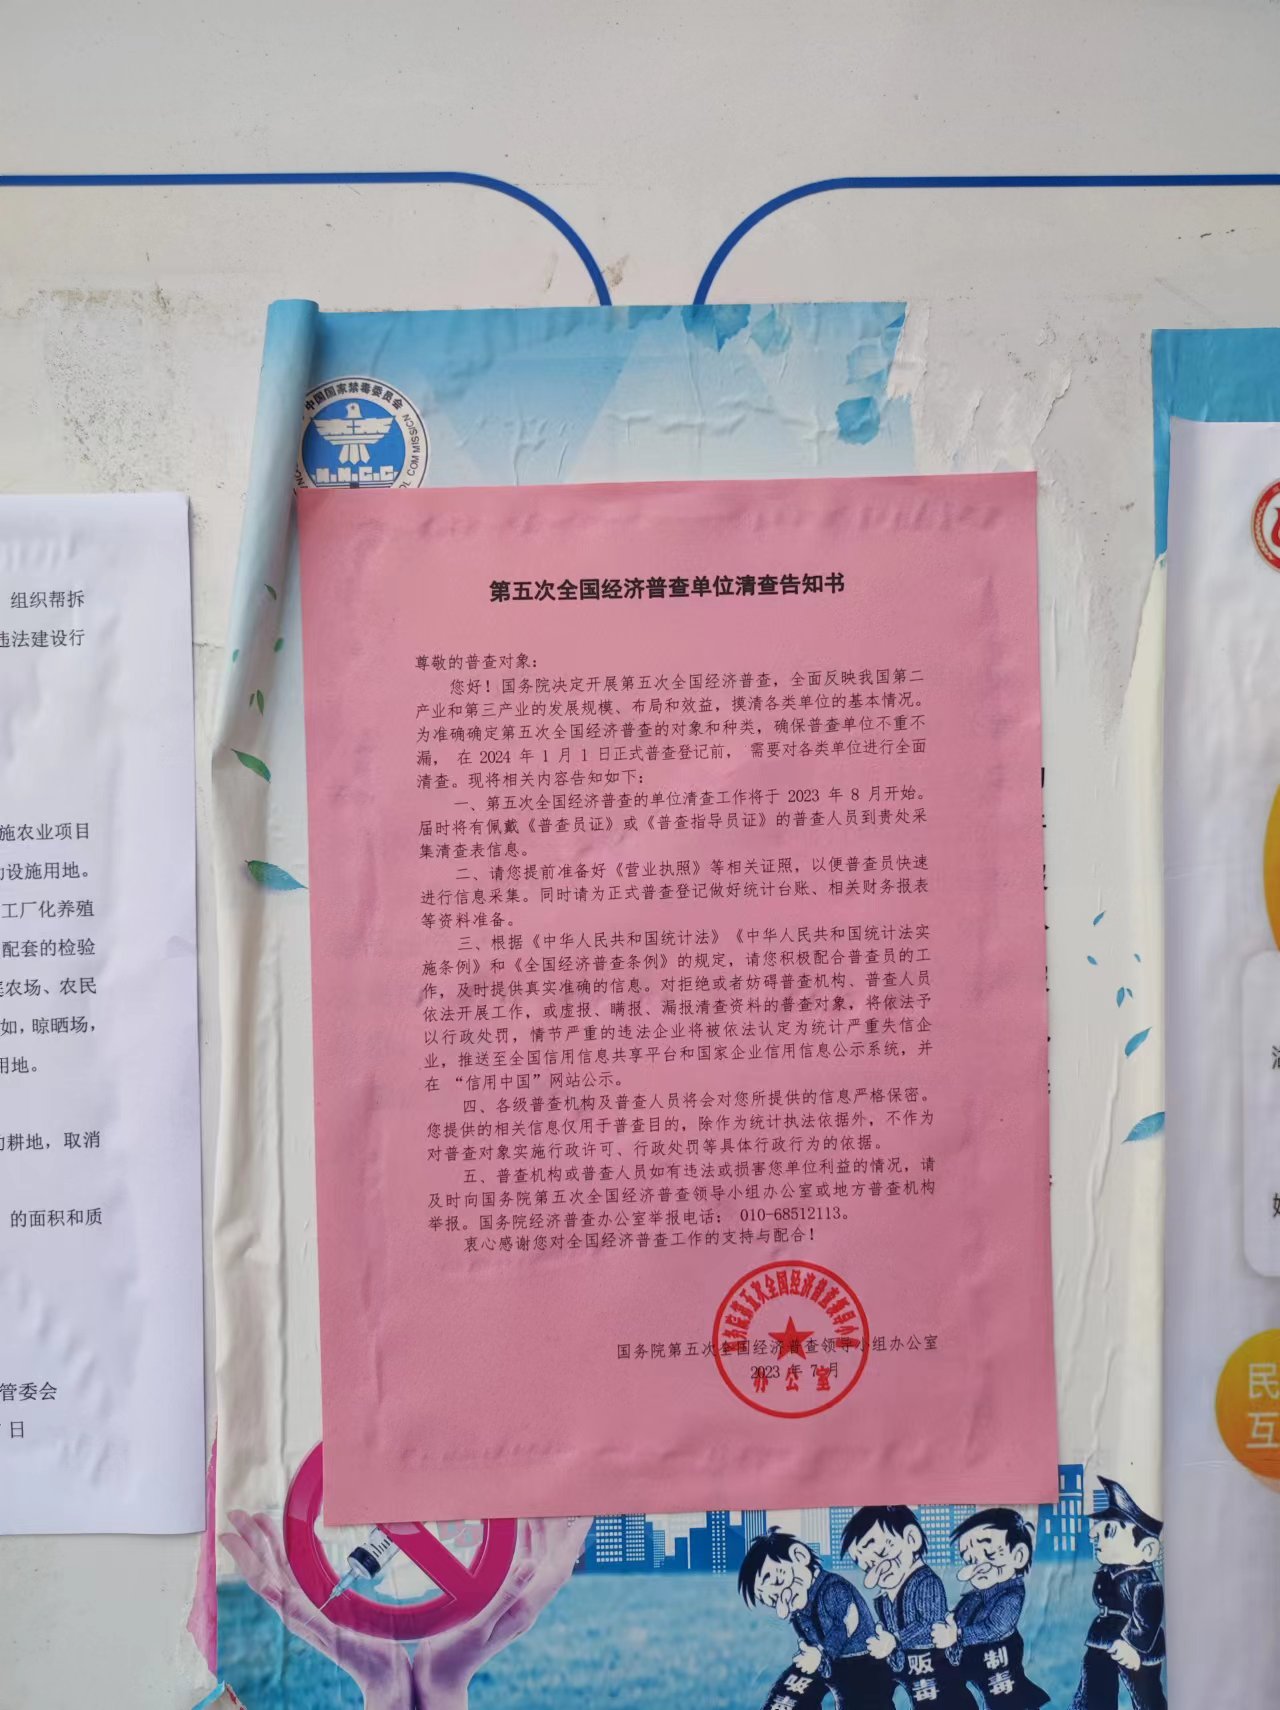 中国国家禁毒委员会
N.N.C.C.
COMMISSION
第五次全国经济普查单位清查告知书
尊敬的普查对象：
您好！国务院决定开展第五次全国经济普查，全面反映我国第二
产业和第三产业的发展规模、布局和效益，摸清各类单位的基本情况。
为准确确定第五次全国经济普查的对象和种类，确保普查单位不重不
漏， 在 2024 年 1 月 1 日正式普查登记前， 需要对各类单位进行全面
清查。现将相关内容告知如下：
一、第五次全国经济普查的单位清查工作将于 2023 年 8 月开始。
届时将有佩戴《普查员证》或《普查指导员证》的普查人员到贵处采
集清查表信息。
二、请您提前准备好《营业执照》等相关证照，以便普查员快速
进行信息采集。同时请为正式普查登记做好统计台账、相关财务报表
等资料准备。
三、根据《中华人民共和国统计法》《中华人民共和国统计法实
施条例》和《全国经济普查条例》的规定，请您积极配合普查员的工
作，及时提供真实准确的信息。对拒绝或者妨碍普查机构、普查人员
依法开展工作，或虚报、瞒报、漏报清查资料的普查对象，将依法予
以行政处罚，情节严重的违法企业将被依法认定为统计严重失信企
业，推送至全国信用信息共享平台和国家企业信用信息公示系统，并
在 “信用中国”网站公示。
四、各级普查机构及普查人员将会对您所提供的信息严格保密。
您提供的相关信息仅用于普查目的，除作为统计执法依据外，不作为
对普查对象实施行政许可、行政处罚等具体行政行为的依据。
五、普查机构或普查人员如有违法或损害您单位利益的情况，请
及时向国务院第五次全国经济普查领导小组办公室或地方普查机构
举报。国务院经济普查办公室举报电话： 010-68512113。
衷心感谢您对全国经济普查工作的支持与配合！
国务院第五次全国经济普查领导小组办公室
2023 年 7 月
国务院第五次全国经济普查领导小组
办公室
组织帮拆
违法建设行
施农业项目
设施用地。
工厂化养殖
配套的检验
农场、农民
如，晾晒场，
用地。
耕地，取消
的面积和质
管委会
日
民
互
吸毒
贩毒
制毒